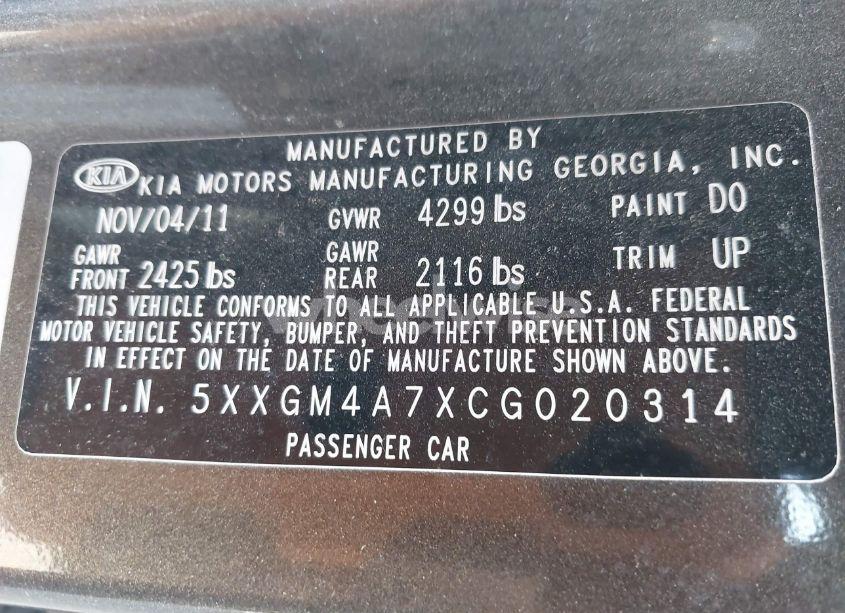 MANUFACTURED BY
KIA KIA MOTORS MANUFACTURING GEORGIA, INC.
NOV/04/11 GVWR 4299 lbs PAINT DO
GAWR FRONT 2425 lbs GAWR REAR 2116 lbs TRIM UP
THIS VEHICLE CONFORMS TO ALL APPLICABLE U.S.A. FEDERAL
MOTOR VEHICLE SAFETY, BUMPER, AND THEFT PREVENTION STANDARDS
IN EFFECT ON THE DATE OF MANUFACTURE SHOWN ABOVE.
V.I.N. 5XXGM4A7XCG020314
PASSENGER CAR